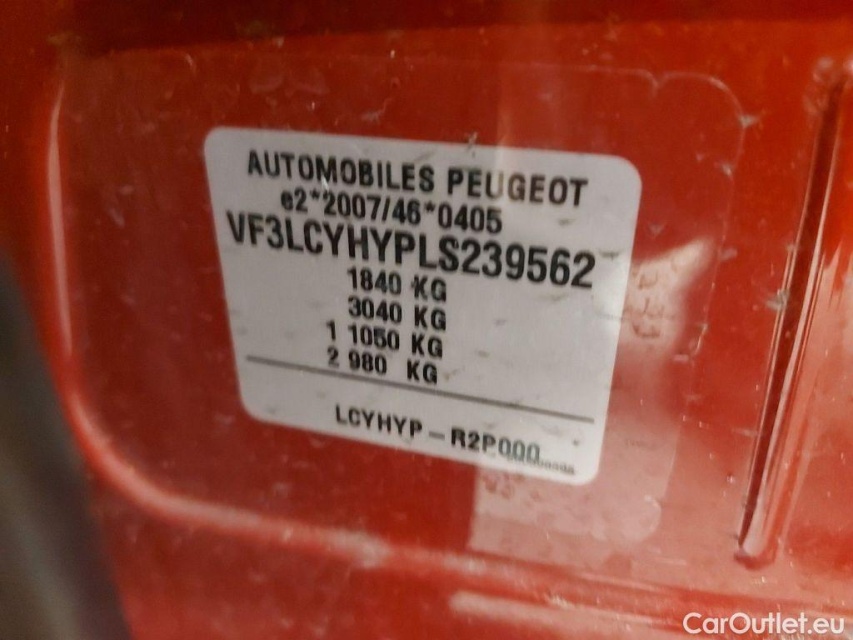 AUTOMOBILES PEUGEOT
e2*2007/46*0405
VF3LCYHYPLS239562
1840 KG
3040 KG
1 1050 KG
2 980 KG
LCYHYP-R2P000
CarOutlet.eu